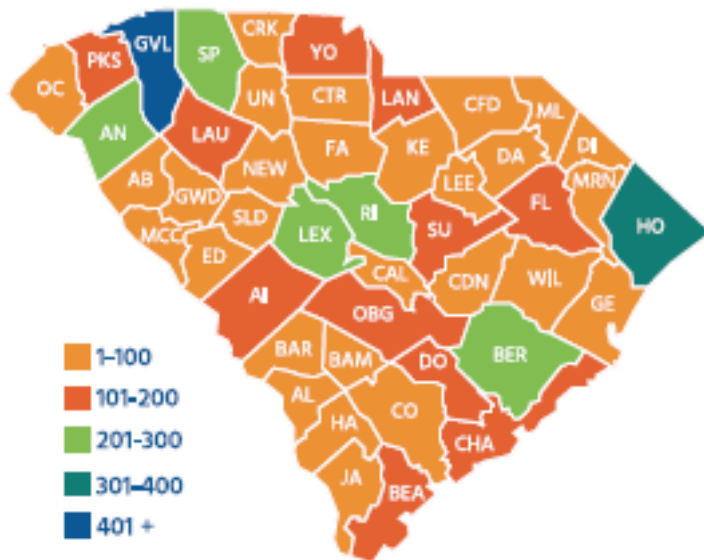 CRK
GVL
SP
YO
PKS
OC
UN
CTR
LAN
CFD
ML
AN
LAU
DI
FA
KE
DA
NEW
LEE
MRN
AB
GWD
FL
SLD
RI
HO
MCC
LEX
SU
ED
CAL
CDN
WIL
AI
GE
OBG
BAR
BAM
DO
BER
AL
HA
CO
CHA
JA
BEA
1–100
101–200
201–300
301–400
401 +